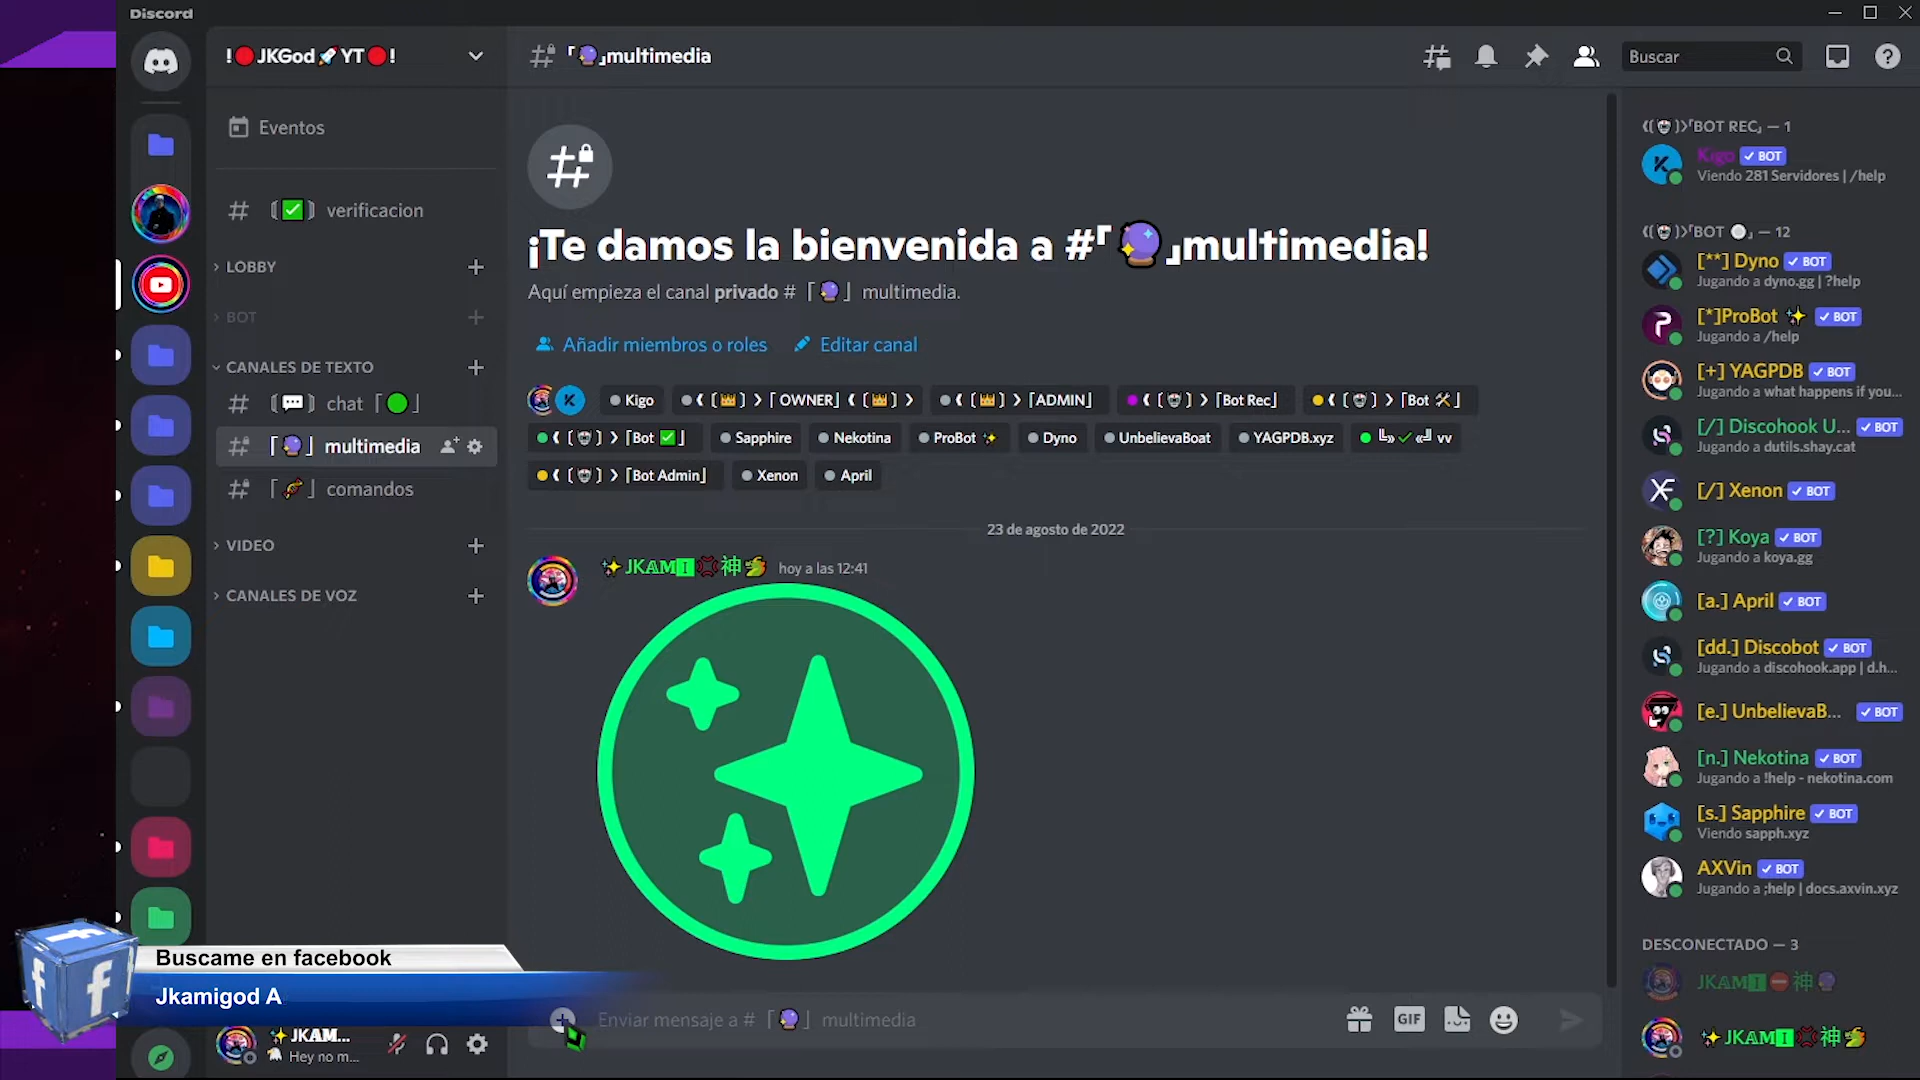 Discord
!🔴JKGod🚀YT🔴!
Eventos
verificacion
LOBBY
BOT
CANALES DE TEXTO
chat
multimedia
comandos
VIDEO
CANALES DE VOZ
「🔮」multimedia
Buscar
¡Te damos la bienvenida a #「🔮」multimedia!
Aquí empieza el canal privado #「🔮」multimedia.
Añadir miembros o roles
Editar canal
Kigo
《〔👑〕》「OWNER」《〔👑〕》
《〔👑〕》「ADMIN」
「Bot Rec」
「Bot 🛠️」
「Bot ✅」
Sapphire
Nekotina
ProBot ✨
Dyno
UnbelievaBoat
YAGPDB.xyz
╚»✓«╝ vv
「Bot Admin」
Xenon
April
23 de agosto de 2022
✨JKAMI💢神🐲 hoy a las 12:41
Enviar mensaje a #「🔮」multimedia
GIF
「BOT REC」 — 1
Kigo BOT
Viendo 281 Servidores | /help
「BOT ⚪」 — 12
[**] Dyno BOT
Jugando a dyno.gg | ?help
[*]ProBot ✨ BOT
Jugando a /help
[+] YAGPDB BOT
Jugando a what happens if you...
[/] Discohook U... BOT
Jugando a dutils.shay.cat
[/] Xenon BOT
[?] Koya BOT
Jugando a koya.gg
[a.] April BOT
[dd.] Discobot BOT
Jugando a discohook.app | d.h...
[e.] UnbelievaB... BOT
[n.] Nekotina BOT
Jugando a !help - nekotina.com
[s.] Sapphire BOT
Viendo sapph.xyz
AXVin BOT
Jugando a ;help | docs.axvin.xyz
DESCONECTADO — 3
JKAMI⛔神🔮
✨JKAMI💢神🐲
Buscame en facebook
Jkamigod A
✨JKAM...
Hey no m...